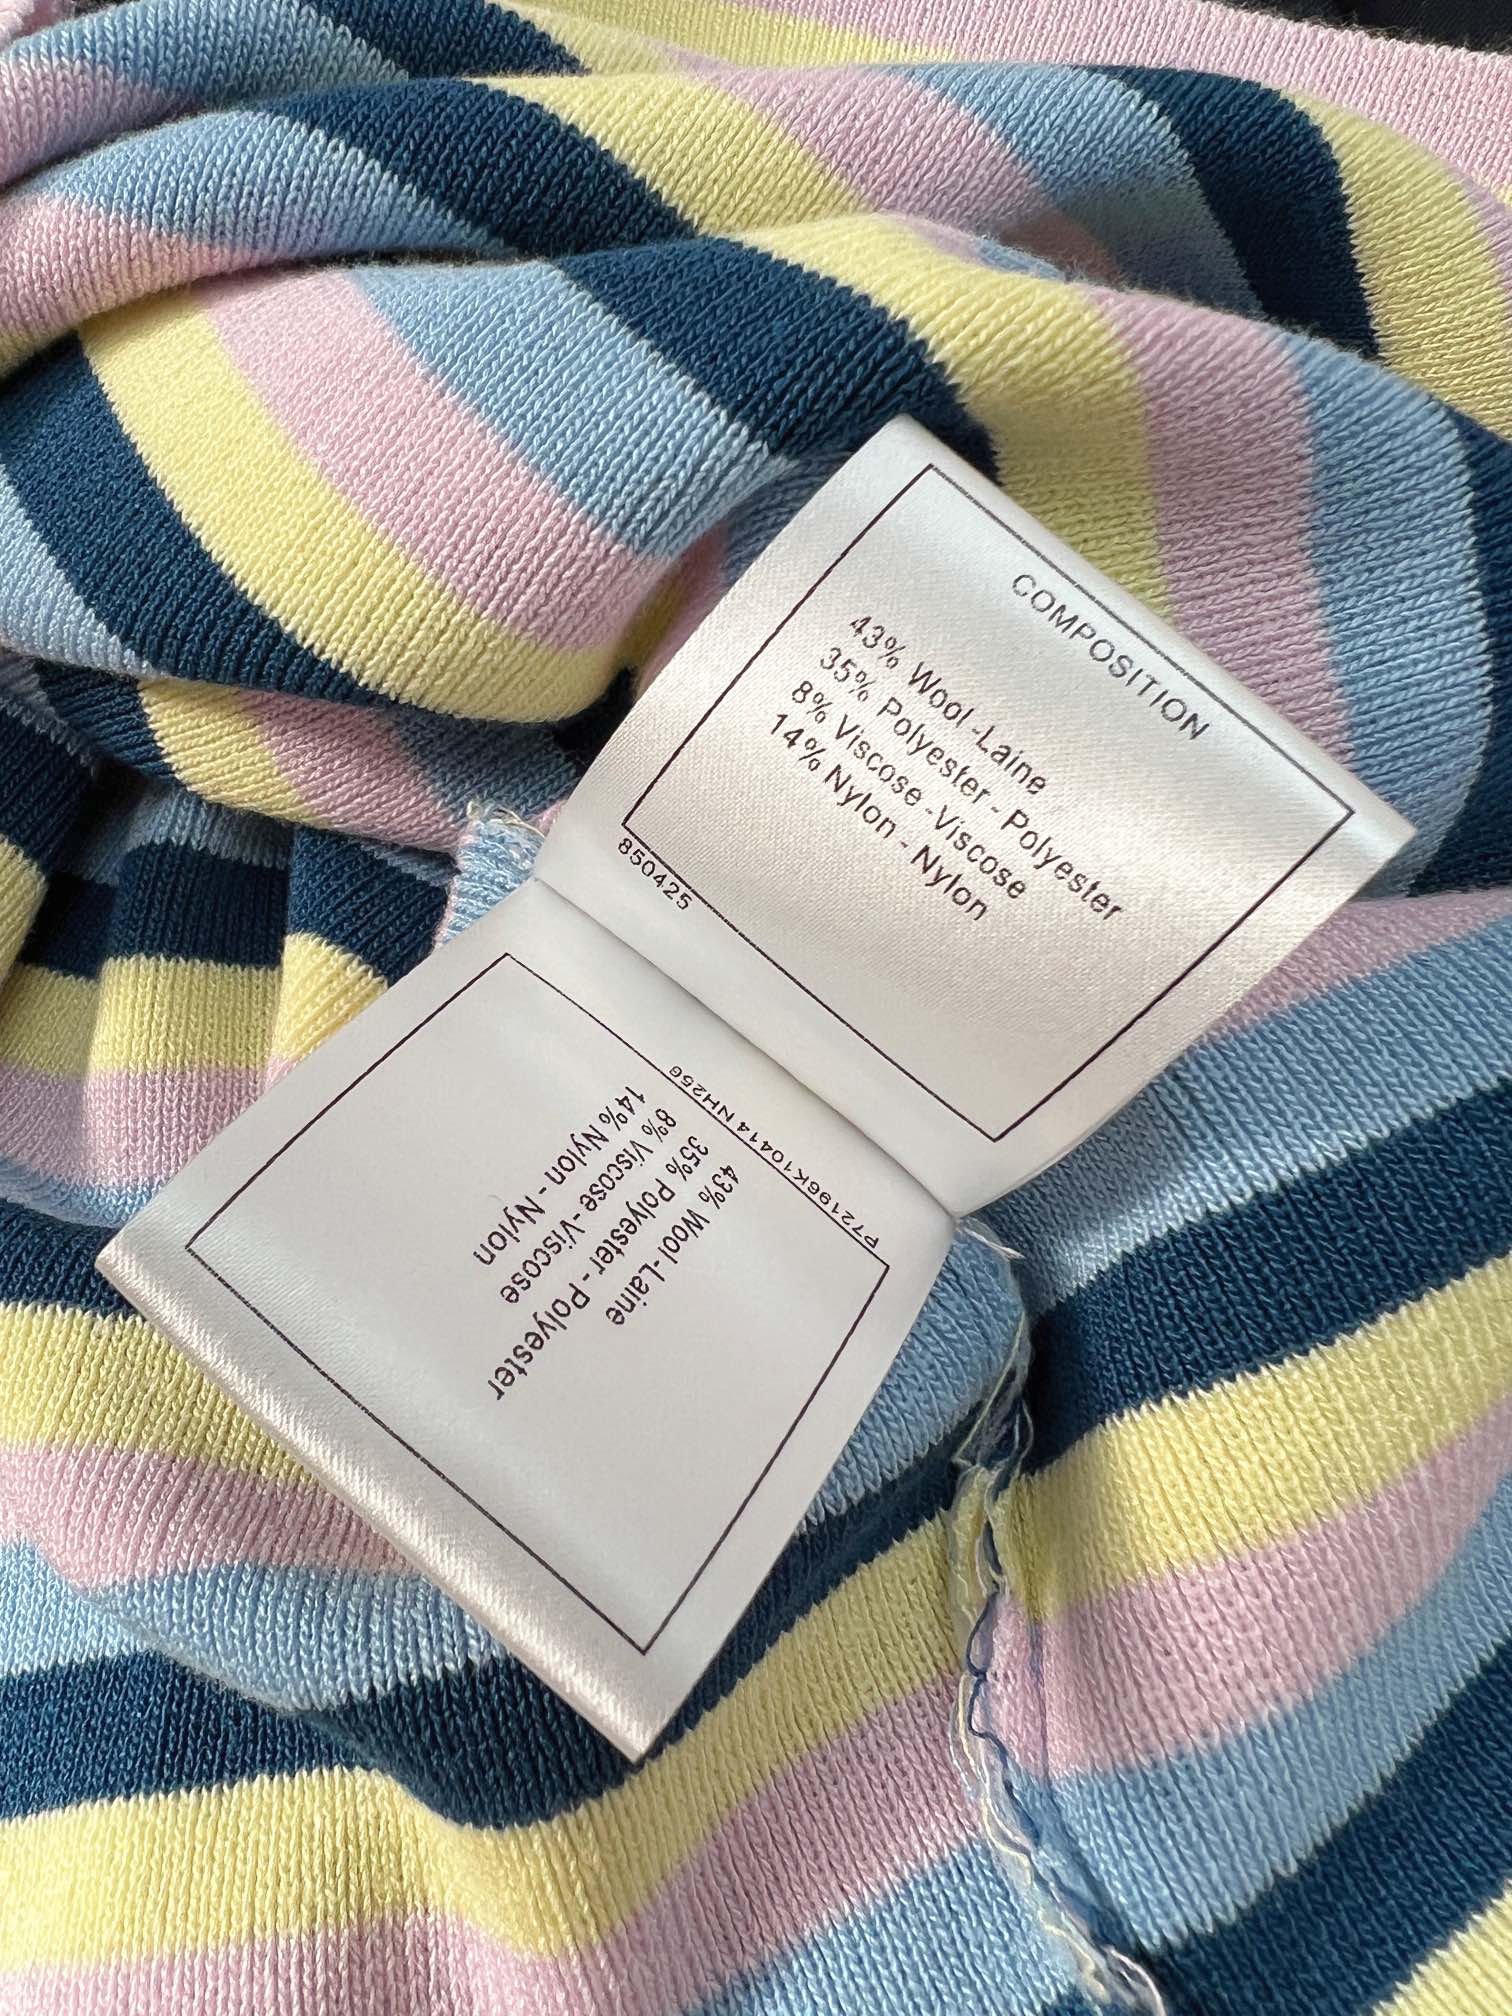 COMPOSITION
43% Wool -Laine
35% Polyester - Polyester
8% Viscose -Viscose
14% Nylon - Nylon
850425
P72196K10414 NH256
43% Wool -Laine
35% Polyester - Polyester
8% Viscose -Viscose
14% Nylon - Nylon